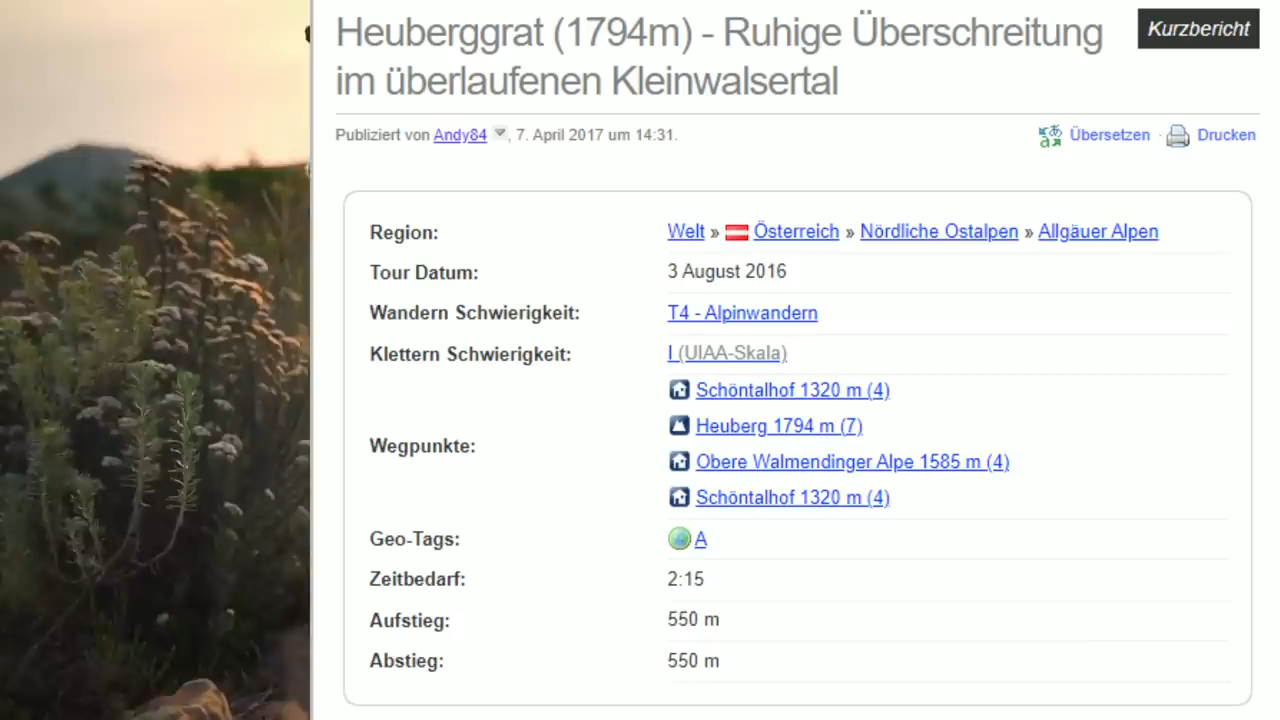 Heuberggrat (1794m) - Ruhige Überschreitung
im überlaufenen Kleinwalsertal
Kurzbericht
Publiziert von Andy84 , 7. April 2017 um 14:31.
Übersetzen · Drucken
Region: Welt » Österreich » Nördliche Ostalpen » Allgäuer Alpen
Tour Datum: 3 August 2016
Wandern Schwierigkeit: T4 - Alpinwandern
Klettern Schwierigkeit: I (UIAA-Skala)
Wegpunkte:
Schöntalhof 1320 m (4)
Heuberg 1794 m (7)
Obere Walmendinger Alpe 1585 m (4)
Schöntalhof 1320 m (4)
Geo-Tags: A
Zeitbedarf: 2:15
Aufstieg: 550 m
Abstieg: 550 m